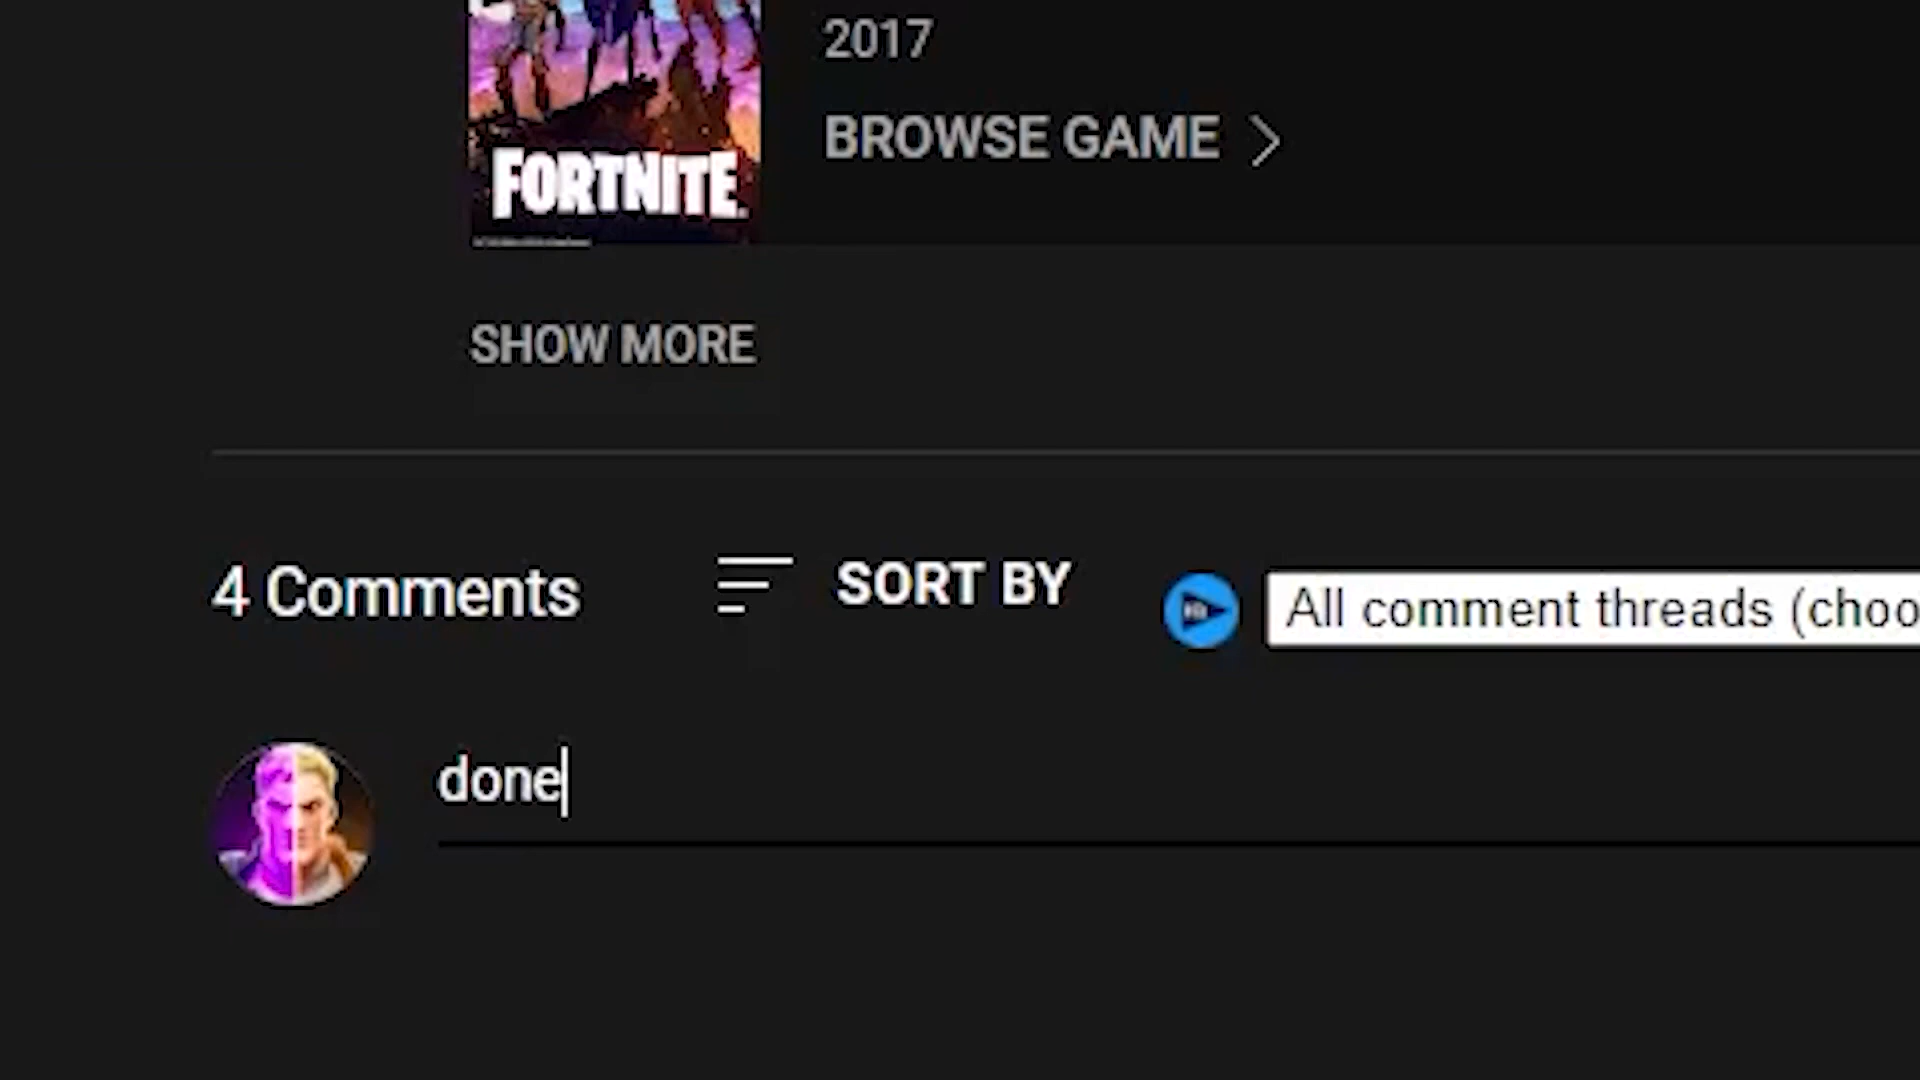 2017
BROWSE GAME
FORTNITE
SHOW MORE
4 Comments
SORT BY
All comment threads (choo
done